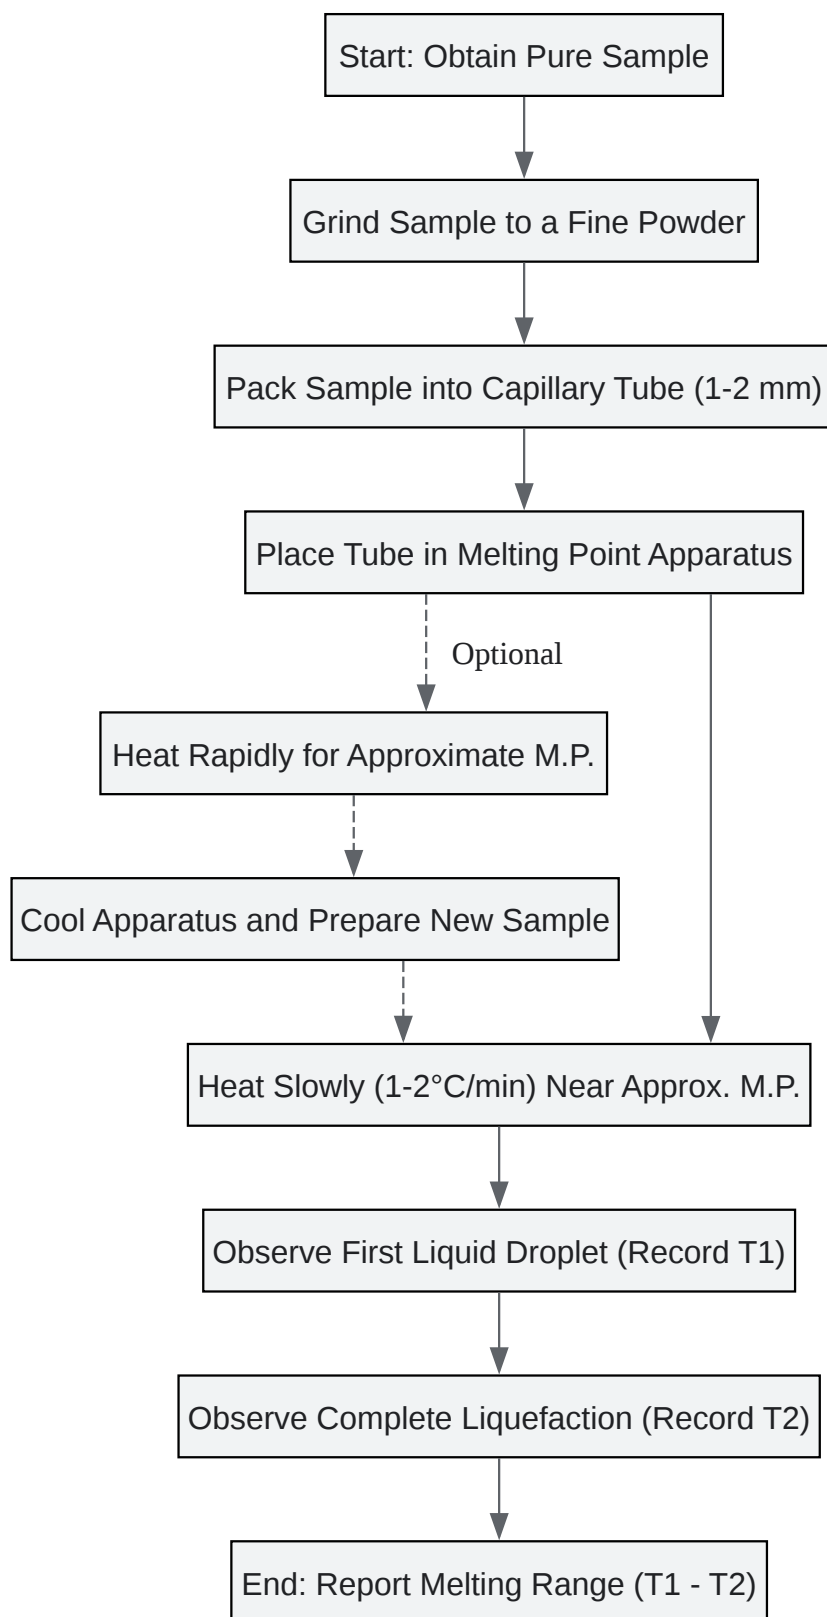 Start: Obtain Pure Sample
Grind Sample to a Fine Powder
Pack Sample into Capillary Tube (1-2 mm)
Place Tube in Melting Point Apparatus
Optional
Heat Rapidly for Approximate M.P.
Cool Apparatus and Prepare New Sample
Heat Slowly (1-2°C/min) Near Approx. M.P.
Observe First Liquid Droplet (Record T1)
Observe Complete Liquefaction (Record T2)
End: Report Melting Range (T1 - T2)